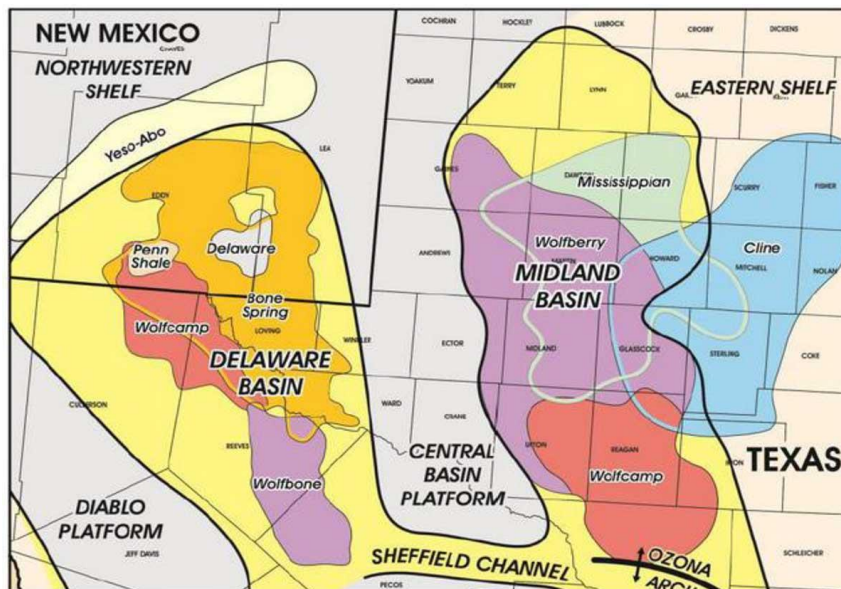 NEW MEXICO
CHAVES
NORTHWESTERN
SHELF
Yeso-Abo
LEA
EDDY
Penn
Shale
Delaware
Bone
Spring
LOVING
Wolfcamp
DELAWARE
BASIN
WINKLER
CULBERSON
REEVES
WARD
Wolfbone
DIABLO
PLATFORM
JEFF DAVIS
COCHRAN
HOCKLEY
LUBBOCK
CROSBY
DICKENS
YOAKUM
TERRY
LYNN
EASTERN SHELF
GAINES
DAWSON
Mississippian
SCURRY
FISHER
ANDREWS
Wolfberry
MARTIN
HOWARD
Cline
MITCHELL
NOLAN
MIDLAND
BASIN
ECTOR
MIDLAND
GLASSCOCK
STERLING
COKE
CRANE
CENTRAL
BASIN
PLATFORM
UPTON
REAGAN
Wolfcamp
IRION
TEXAS
SHEFFIELD CHANNEL
OZONA
ARCH
SCHLEICHER
PECOS